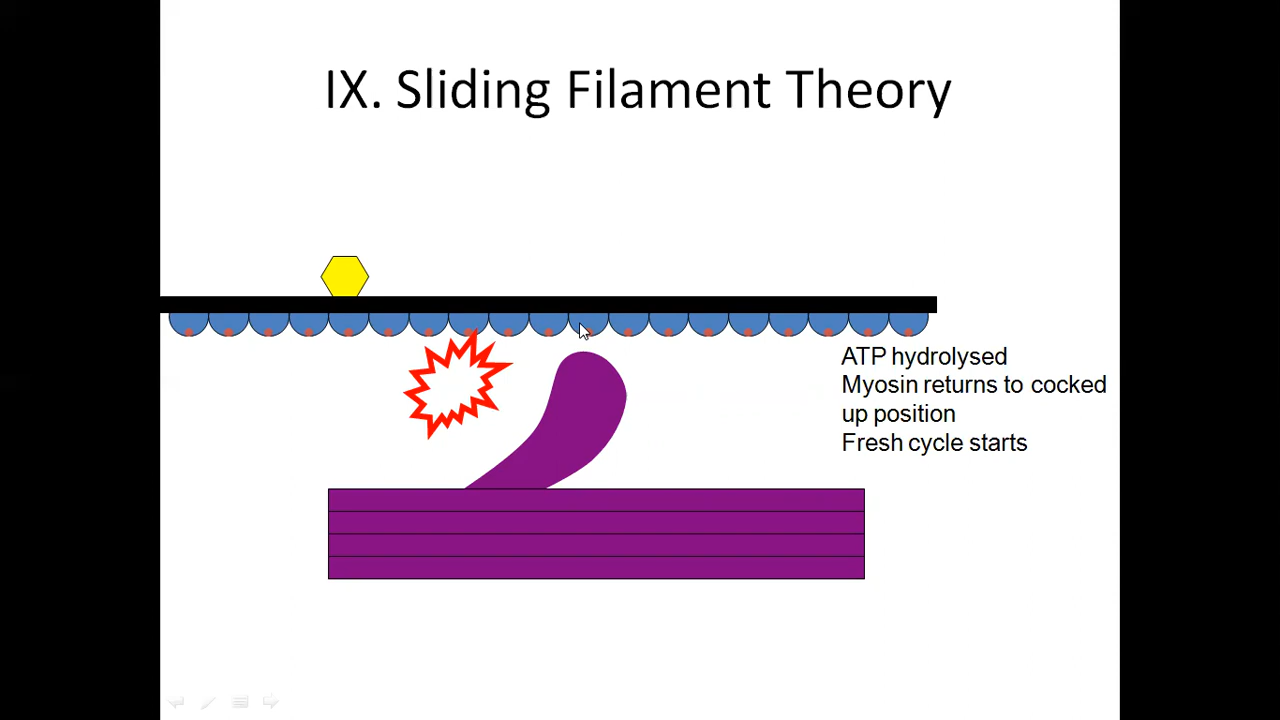 IX. Sliding Filament Theory
ATP hydrolysed
Myosin returns to cocked
up position
Fresh cycle starts